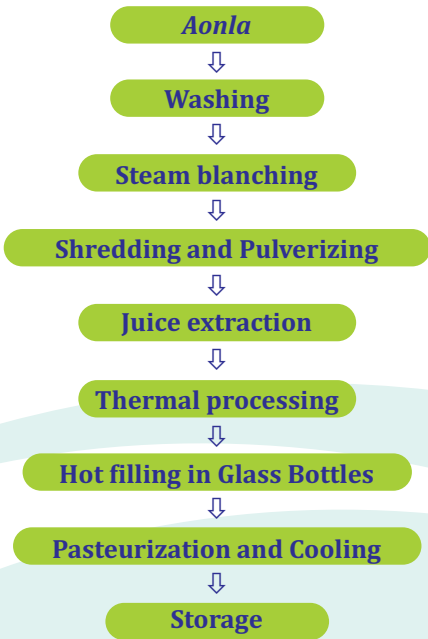 Aonla
Washing
Steam blanching
Shredding and Pulverizing
Juice extraction
Thermal processing
Hot filling in Glass Bottles
Pasteurization and Cooling
Storage